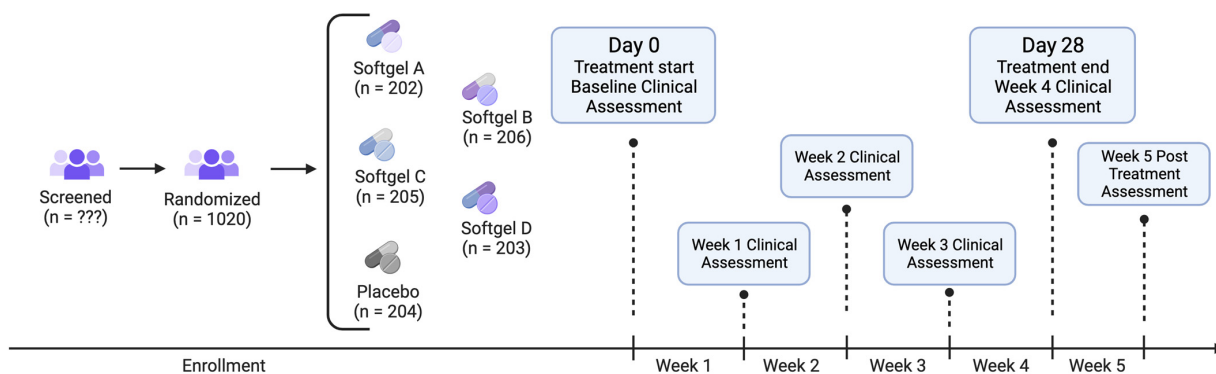 Screened
(n = ???)
Randomized
(n = 1020)
Softgel A
(n = 202)
Softgel B
(n = 206)
Softgel C
(n = 205)
Softgel D
(n = 203)
Placebo
(n = 204)
Day 0
Treatment start
Baseline Clinical
Assessment
Week 1 Clinical
Assessment
Week 2 Clinical
Assessment
Week 3 Clinical
Assessment
Day 28
Treatment end
Week 4 Clinical
Assessment
Week 5 Post
Treatment
Assessment
Enrollment
Week 1
Week 2
Week 3
Week 4
Week 5